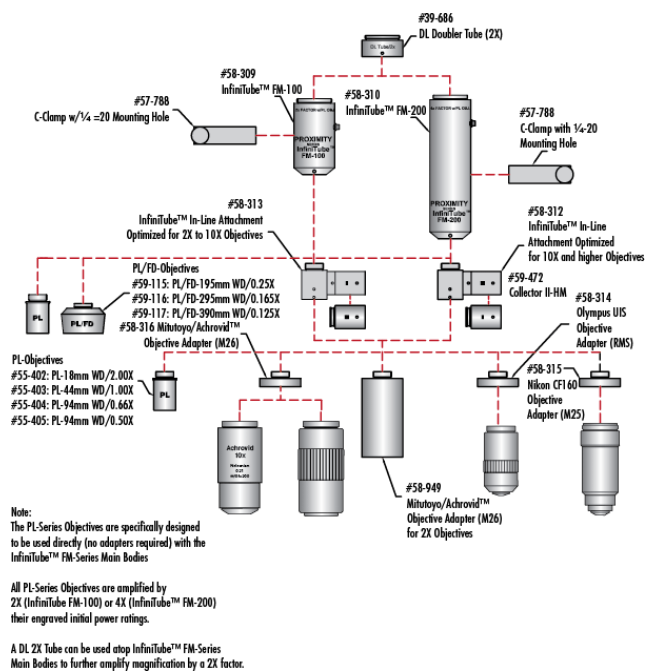 #39-686
DL Doubler Tube (2X)
DL Tube/2x
#58-309
InfiniTube™ FM-100
#58-310
InfiniTube™ FM-200
#57-788
C-Clamp w/¼ =20 Mounting Hole
#57-788
C-Clamp with ¼-20
Mounting Hole
PROXIMITY
InfiniTube™
FM-100
PROXIMITY
InfiniTube™
FM-200
#58-313
InfiniTube™ In-Line Attachment
Optimized for 2X to 10X Objectives
#58-312
InfiniTube™ In-Line
Attachment Optimized
for 10X and higher Objectives
PL
PL/FD
PL/FD-Objectives
#59-115: PL/FD-195mm WD/0.25X
#59-116: PL/FD-295mm WD/0.165X
#59-117: PL/FD-390mm WD/0.125X
#59-472
Collector II-HM
#58-314
Olympus UIS
Objective
Adapter (RMS)
#58-316 Mitutoyo/Achrovid™
Objective Adapter (M26)
PL-Objectives
#55-402: PL-18mm WD/2.00X
#55-403: PL-44mm WD/1.00X
#55-404: PL-94mm WD/0.66X
#55-405: PL-94mm WD/0.50X
PL
#58-315
Nikon CF160
Objective
Adapter (M25)
Achrovid
10x
#58-949
Mitutoyo/Achrovid™
Objective Adapter (M26)
for 2X Objectives
Note:
The PL-Series Objectives are specifically designed
to be used directly (no adapters required) with the
InfiniTube™ FM-Series Main Bodies
All PL-Series Objectives are amplified by
2X (InfiniTube FM-100) or 4X (InfiniTube™ FM-200)
their engraved initial power ratings.
A DL 2X Tube can be used atop InfiniTube™ FM-Series
Main Bodies to further amplify magnification by a 2X factor.